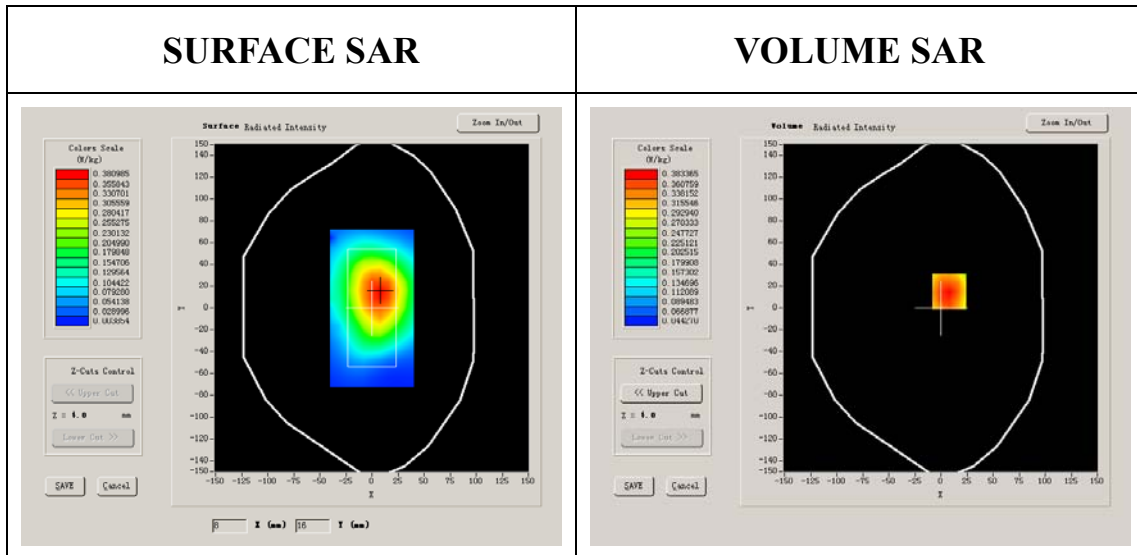 SURFACE SAR
VOLUME SAR
Surface Radiated Intensity
Zoom In/Out
Colors Scale
(W/kg)
0.380985
0.355843
0.330701
0.305559
0.280417
0.255275
0.230132
0.204990
0.179848
0.154706
0.129564
0.104422
0.079280
0.054138
0.028996
0.003854
150
140
120
100
80
60
40
20
0
-20
-40
-60
-80
-100
-120
-140
-150
Y
-150 -125 -100 -75 -50 -25 0 25 50 75 100 125 150
X
Z-Cuts Control
<< Upper Cut
Z = 4.0 mm
Lower Cut >>
SAVE Cancel
8 X (mm) 16 Y (mm)
Volume Radiated Intensity
Zoom In/Out
Colors Scale
(W/kg)
0.383365
0.360759
0.338152
0.315546
0.292940
0.270333
0.247727
0.225121
0.202515
0.179908
0.157302
0.134696
0.112089
0.089483
0.066877
0.044270
150
140
120
100
80
60
40
20
0
-20
-40
-60
-80
-100
-120
-140
-150
Y
-150 -125 -100 -75 -50 -25 0 25 50 75 100 125 150
X
Z-Cuts Control
<< Upper Cut
Z = 4.0 mm
Lower Cut >>
SAVE Cancel